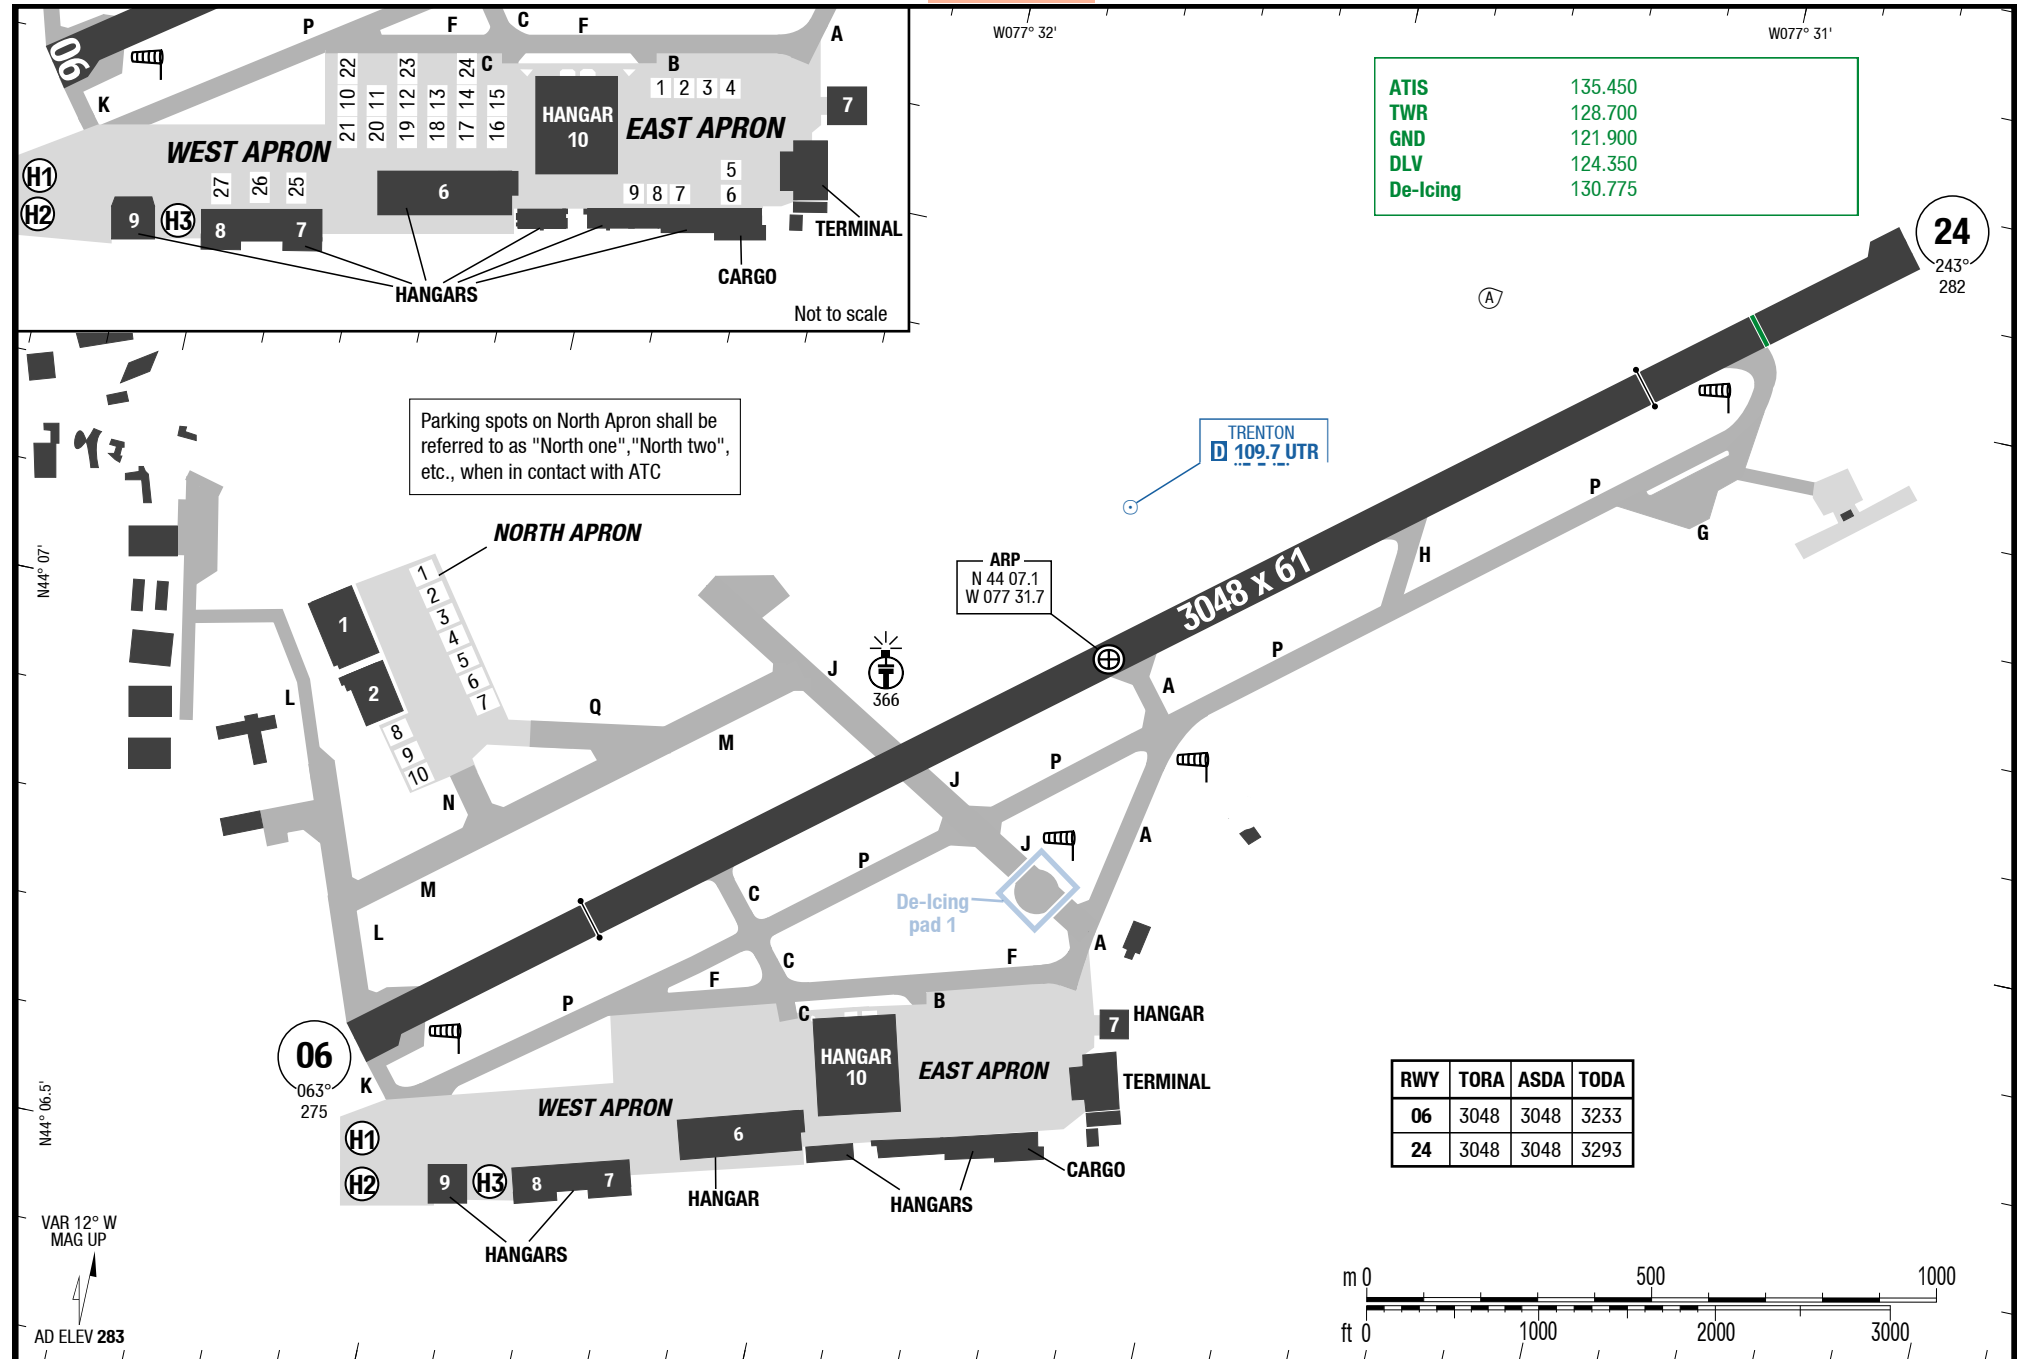 P
F
C
F
A
W077° 32'
W077° 31'
06
K
22
23
24
C
B
10
11
12
13
14
15
1 2 3 4
21
20
19
18
17
16
HANGAR
10
EAST APRON
7
WEST APRON
H1
H2
27
26
25
6
5
9 8 7
6
9
H3
8
7
TERMINAL
CARGO
HANGARS
Not to scale
ATIS 135.450
TWR 128.700
GND 121.900
DLV 124.350
De-Icing 130.775
24
243°
282
A
Parking spots on North Apron shall be
referred to as "North one","North two",
etc., when in contact with ATC
TRENTON
D 109.7 UTR
NORTH APRON
N44° 07'
P
G
H
ARP
N 44 07.1
W 077 31.7
3048 x 61
1
2
3
4
5
6
7
1
2
8
9
10
L
Q
M
J
366
P
A
P
J
N
J
A
P
M
C
De-Icing
pad 1
L
C
F
A
F
P
C
B
7
HANGAR
06
063°
275
K
HANGAR
10
EAST APRON
TERMINAL
WEST APRON
H1
6
H2
9
H3
8
7
HANGAR
HANGARS
CARGO
HANGARS
N44° 06.5'
RWY TORA ASDA TODA
06 3048 3048 3233
24 3048 3048 3293
VAR 12° W
MAG UP
AD ELEV 283
m 0 500 1000
ft 0 1000 2000 3000